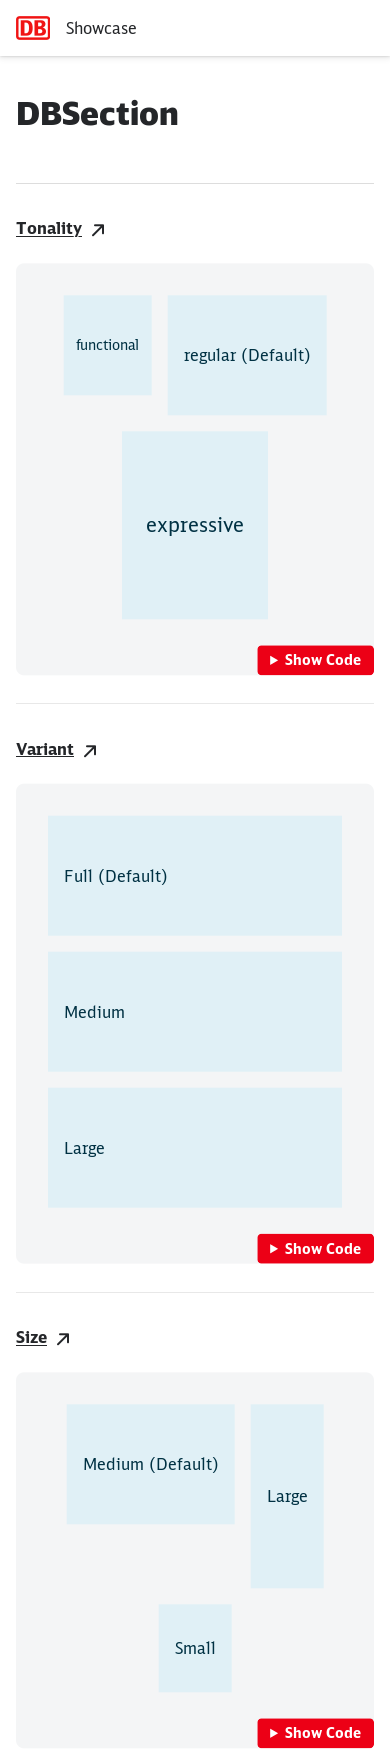 DB Showcase
DBSection
Tonality
functional
regular (Default)
expressive
Show Code
Variant
Full (Default)
Medium
Large
Show Code
Size
Medium (Default)
Large
Small
Show Code